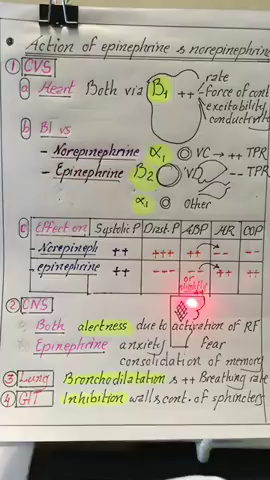 Action of epinephrine & norepinephrine
① CVS
ⓐ Heart Both via B1 ++ rate
force of cont
excitability
conductivity
ⓑ Bl vs
- Norepinephrine α1 VC → ++ TPR
- Epinephrine B2 VD -- TPR
α1 Other
ⓒ Effect on Systolic P Diast. P ABP HR COP
Norepineph ++ +++ +++ --- ---
epinephrine ++ --- -- ++ ++
② CNS
Both alertness due to activation of RF
Epinephrine anxiety Fear
consolidation of memory
③ Lung Bronchodilatation & ++ Breathing rate
④ GIT Inhibition wall & cont. of sphincters